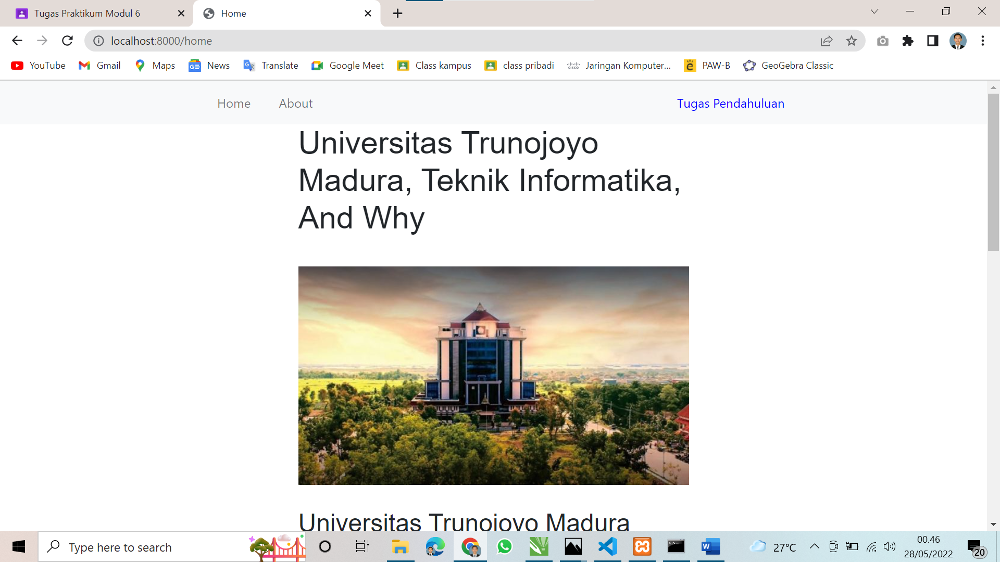 Tugas Praktikum Modul 6
Home
localhost:8000/home
YouTube
Gmail
Maps
News
Translate
Google Meet
Class kampus
class pribadi
CISCO
Jaringan Komputer...
PAW-B
GeoGebra Classic
Home
About
Tugas Pendahuluan
Universitas Trunojoyo
Madura, Teknik Informatika,
And Why
Universitas Trunojoyo Madura
Type here to search
27°C
00.46
28/05/2022
20